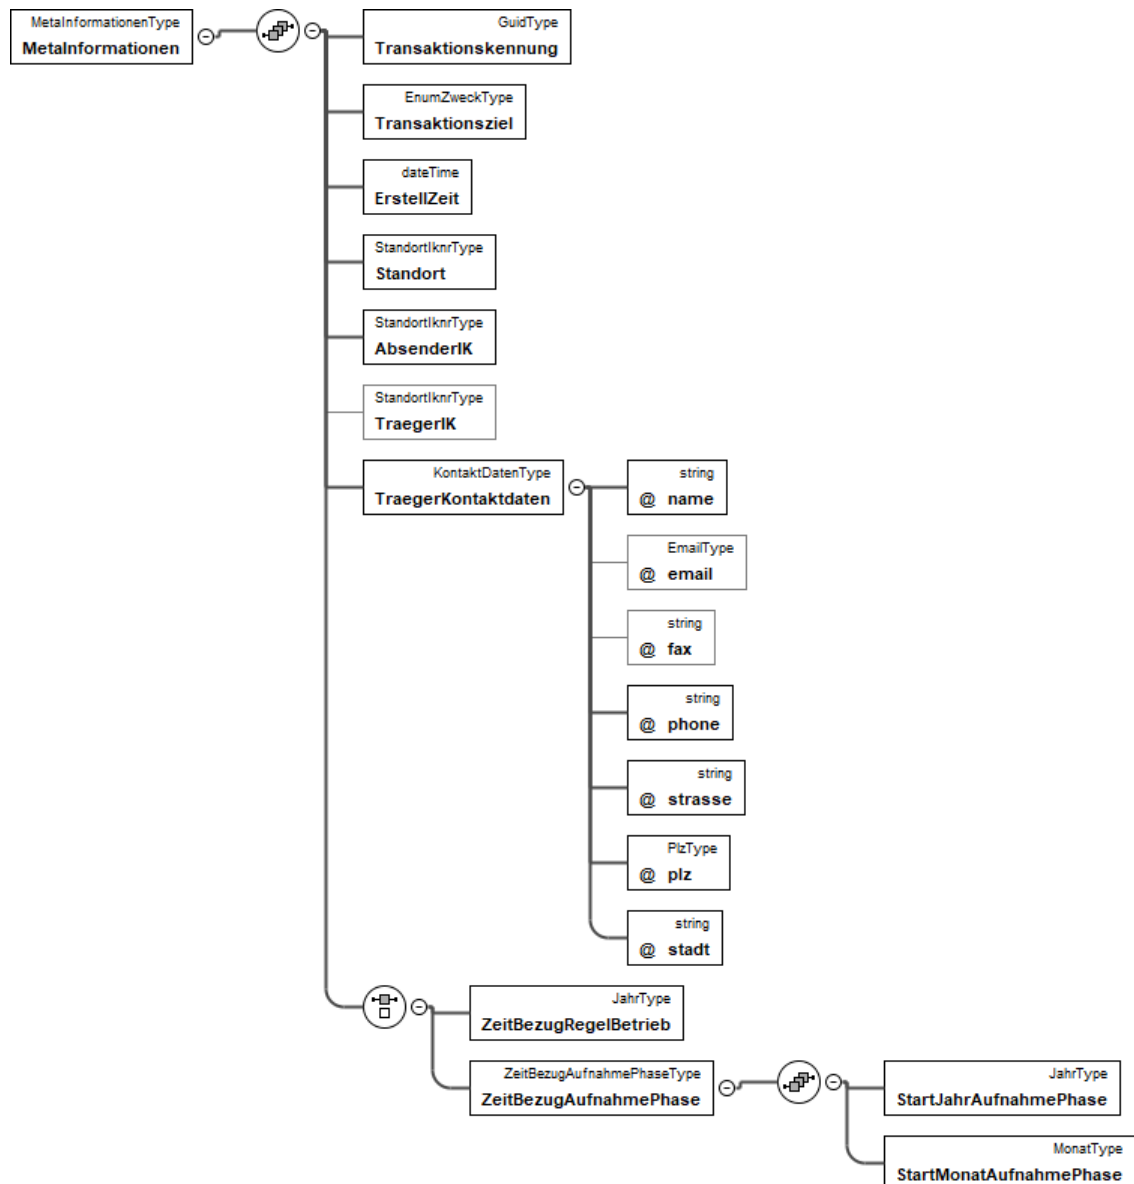 MetaInformationenType
MetaInformationen
GuidType
Transaktionskennung
EnumZweckType
Transaktionsziel
dateTime
ErstellZeit
StandortIknrType
Standort
StandortIknrType
AbsenderIK
StandortIknrType
TraegerIK
KontaktDatenType
TraegerKontaktdaten
string
@ name
EmailType
@ email
string
@ fax
string
@ phone
string
@ strasse
PlzType
@ plz
string
@ stadt
JahrType
ZeitBezugRegelBetrieb
ZeitBezugAufnahmePhaseType
ZeitBezugAufnahmePhase
JahrType
StartJahrAufnahmePhase
MonatType
StartMonatAufnahmePhase